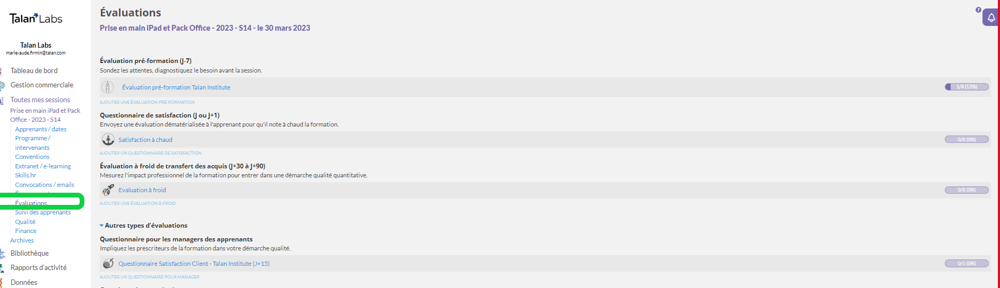 Talan Labs
Talan Labs
marie-aude.firmin@talan.com
Tableau de bord
Gestion commerciale
Toutes mes sessions
Prise en main iPad et Pack
Office - 2023 - S14
Apprenants / dates
Programme /
intervenants
Conventions
Extranet / e-learning
Skills.hr
Convocations / emails
Évaluations
Suivi des apprenants
Qualité
Finance
Archives
Bibliothèque
Rapports d'activité
Données
Évaluations
?
Prise en main iPad et Pack Office - 2023 - S14 - le 30 mars 2023
Évaluation pré-formation (J-7)
Sondez les attentes, diagnostiquez le besoin avant la session.
Évaluation pré-formation Talan Institute
1/8 (13%)
AJOUTER UNE ÉVALUATION PRÉ-FORMATION
Questionnaire de satisfaction (J ou J+1)
Envoyez une évaluation dématérialisée à l'apprenant pour qu'il note à chaud la formation.
Satisfaction à chaud
0/8 (0%)
AJOUTER UN QUESTIONNAIRE DE SATISFACTION
Évaluation à froid de transfert des acquis (J+30 à J+90)
Mesurez l'impact professionnel de la formation pour entrer dans une démarche qualité quantitative.
Evaluation à froid
0/8 (0%)
AJOUTER UNE ÉVALUATION À FROID
Autres types d'évaluations
Questionnaire pour les managers des apprenants
Impliquez les prescriteurs de la formation dans votre démarche qualité.
Questionnaire Satisfaction Client - Talan Institute (J+15)
0/1 (0%)
AJOUTER UN QUESTIONNAIRE POUR MANAGER